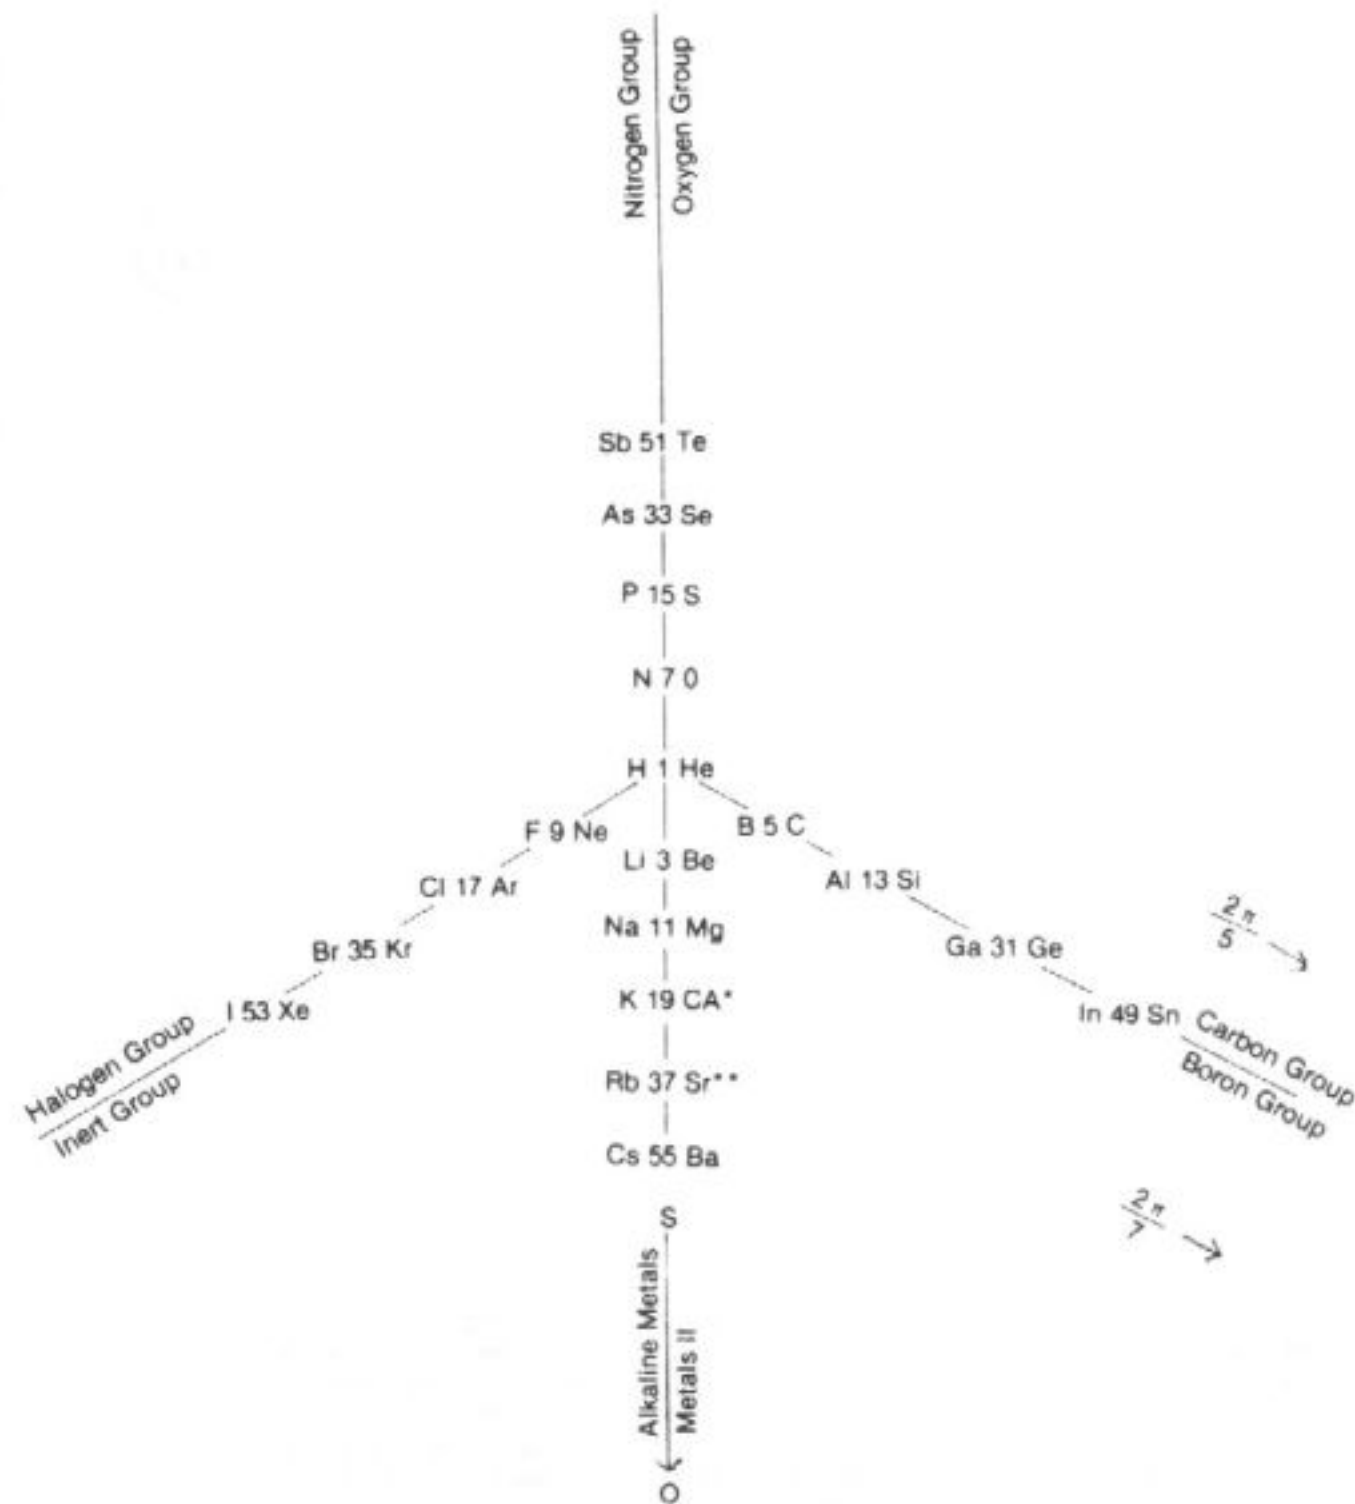 Nitrogen Group
Oxygen Group
Sb 51 Te
As 33 Se
P 15 S
N 7 0
H 1 He
F 9 Ne
B 5 C
Li 3 Be
Cl 17 Ar
Al 13 Si
Na 11 Mg
Br 35 Kr
Ga 31 Ge
2π
5
K 19 CA*
I 53 Xe
In 49 Sn
Halogen Group
Inert Group
Carbon Group
Boron Group
Rb 37 Sr**
Cs 55 Ba
2π
7
S
Alkaline Metals
Metals II
O